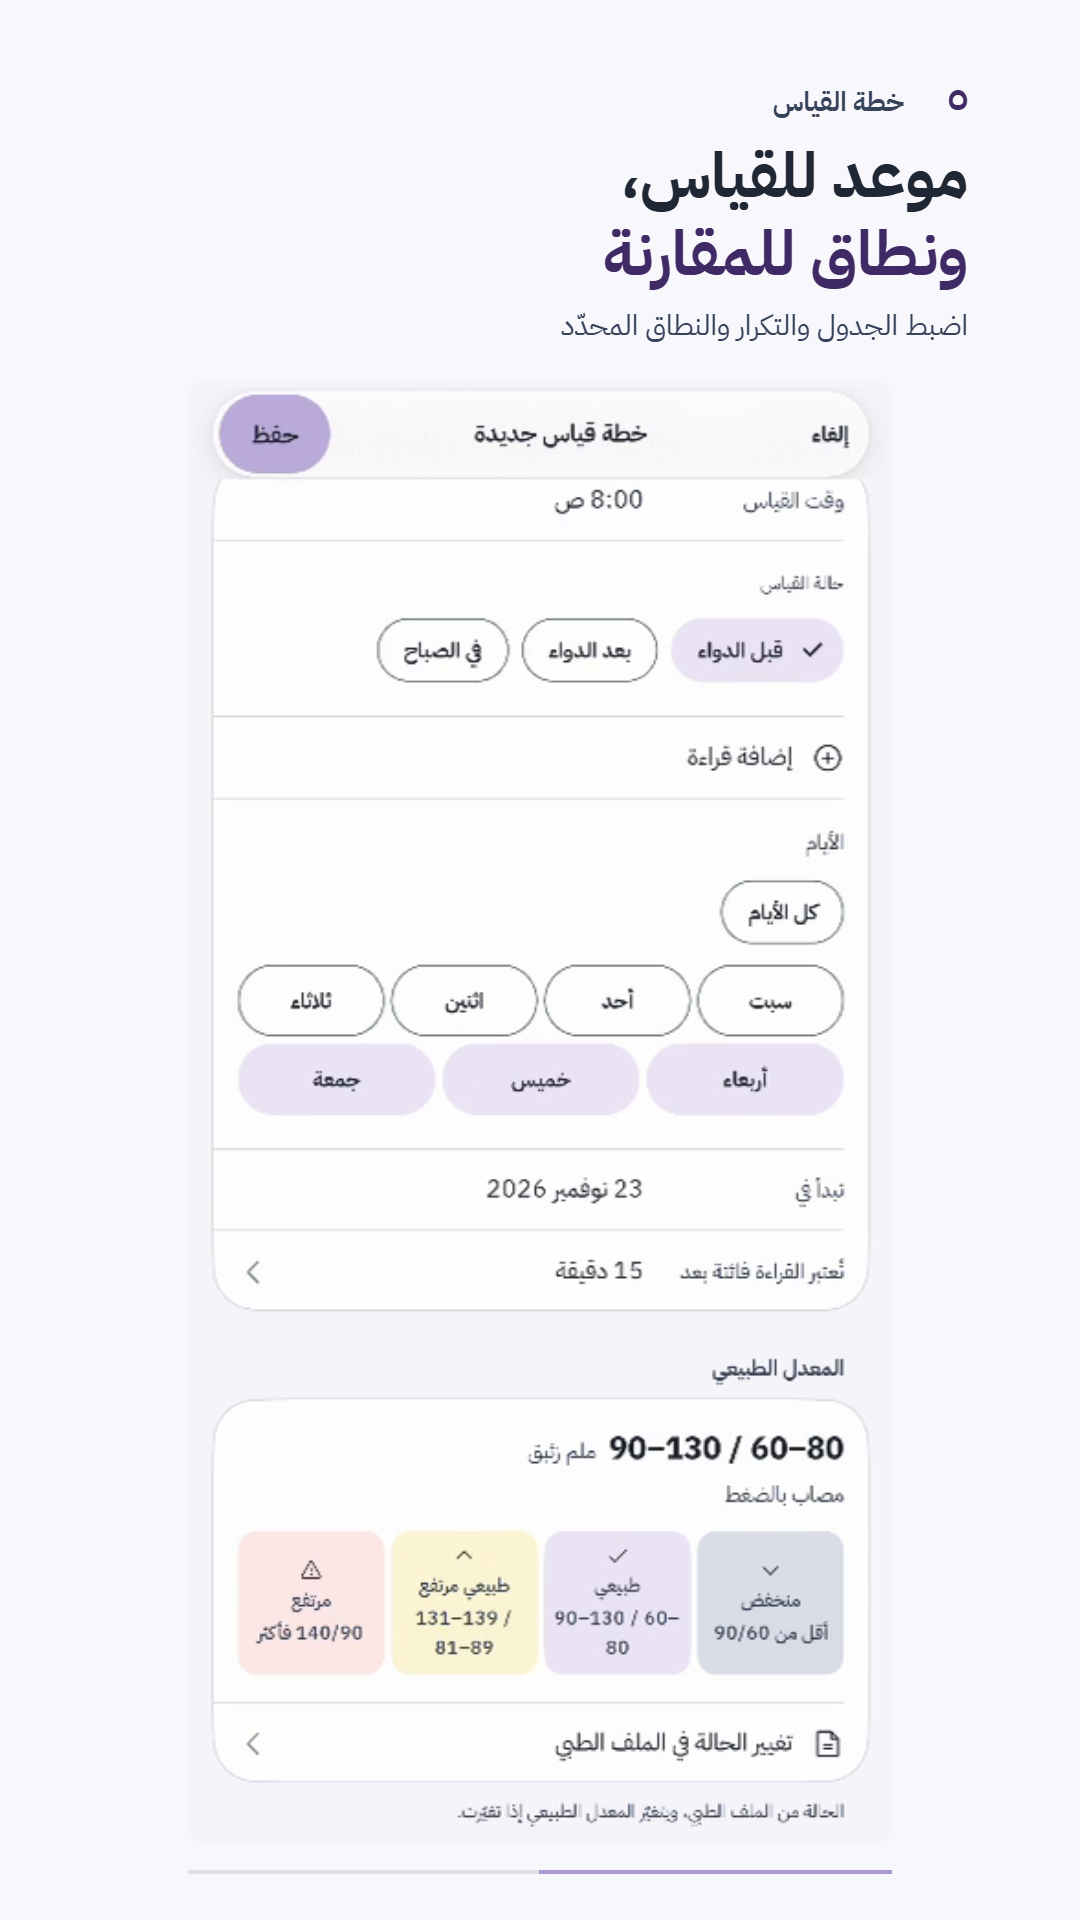 خطة القياس
موعد للقياس،
ونطاق للمقارنة
اضبط الجدول والتكرار والنطاق المحدّد
إلغاء
خطة قياس جديدة
حفظ
وقت القياس
8:00 ص
حالة القياس
قبل الدواء
بعد الدواء
في الصباح
إضافة قراءة
الأيام
كل الأيام
سبت
أحد
اثنين
ثلاثاء
أربعاء
خميس
جمعة
تبدأ في
23 نوفمبر 2026
تُعتبر القراءة فائتة بعد
15 دقيقة
المعدل الطبيعي
90–130 / 60–80 ملم زئبق
مصاب بالضغط
منخفض
أقل من 90/60
طبيعي
90–130 / 60–
80
طبيعي مرتفع
131–139 /
81–89
مرتفع
140/90 فأكثر
تغيير الحالة في الملف الطبي
الحالة من الملف الطبي، ويتغيّر المعدل الطبيعي إذا تغيّرت.